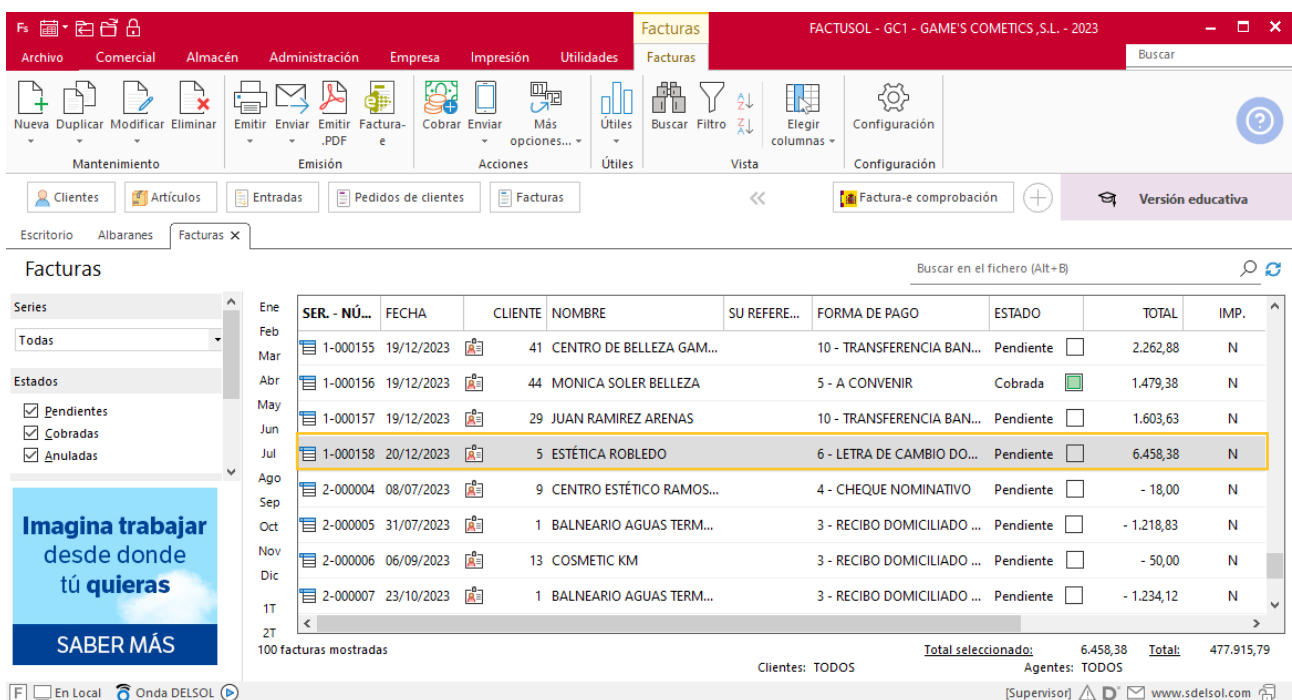 Fs Facturas FACTUSOL - GC1 - GAME'S COMETICS ,S.L. - 2023
Archivo Comercial Almacén Administración Empresa Impresión Utilidades Facturas Buscar
Nueva Duplicar Modificar Eliminar Emitir Enviar Emitir Factura- Cobrar Enviar Más Útiles Buscar Filtro Elegir Configuración
.PDF e opciones... columnas
Mantenimiento Emisión Acciones Útiles Vista Configuración
Clientes Artículos Entradas Pedidos de clientes Facturas Factura-e comprobación Versión educativa
Escritorio Albaranes Facturas X
Facturas Buscar en el fichero (Alt+B)
Series
Todas
Estados
Pendientes
Cobradas
Anuladas
Imagina trabajar
desde donde
tú quieras
SABER MÁS
Ene
Feb
Mar
Abr
May
Jun
Jul
Ago
Sep
Oct
Nov
Dic
1T
2T
SER. - NÚ... FECHA CLIENTE NOMBRE SU REFERE... FORMA DE PAGO ESTADO TOTAL IMP.
1-000155 19/12/2023 41 CENTRO DE BELLEZA GAM... 10 - TRANSFERENCIA BAN... Pendiente 2.262,88 N
1-000156 19/12/2023 44 MONICA SOLER BELLEZA 5 - A CONVENIR Cobrada 1.479,38 N
1-000157 19/12/2023 29 JUAN RAMIREZ ARENAS 10 - TRANSFERENCIA BAN... Pendiente 1.603,63 N
1-000158 20/12/2023 5 ESTÉTICA ROBLEDO 6 - LETRA DE CAMBIO DO... Pendiente 6.458,38 N
2-000004 08/07/2023 9 CENTRO ESTÉTICO RAMOS... 4 - CHEQUE NOMINATIVO Pendiente - 18,00 N
2-000005 31/07/2023 1 BALNEARIO AGUAS TERM... 3 - RECIBO DOMICILIADO ... Pendiente - 1.218,83 N
2-000006 06/09/2023 13 COSMETIC KM 3 - RECIBO DOMICILIADO ... Pendiente - 50,00 N
2-000007 23/10/2023 1 BALNEARIO AGUAS TERM... 3 - RECIBO DOMICILIADO ... Pendiente - 1.234,12 N
100 facturas mostradas Total seleccionado: 6.458,38 Total: 477.915,79
Clientes: TODOS Agentes: TODOS
F En Local Onda DELSOL [Supervisor] D www.sdelsol.com